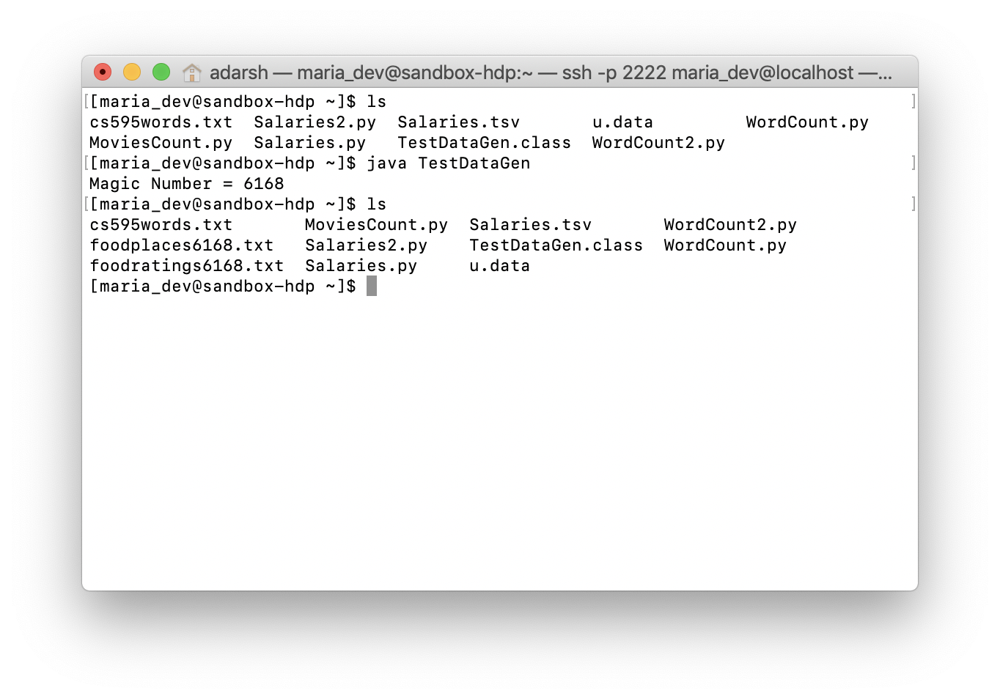 adarsh — maria_dev@sandbox-hdp:~ — ssh -p 2222 maria_dev@localhost —...
[[maria_dev@sandbox-hdp ~]$ ls ]
cs595words.txt  Salaries2.py  Salaries.tsv       u.data         WordCount.py
MoviesCount.py  Salaries.py   TestDataGen.class  WordCount2.py
[[maria_dev@sandbox-hdp ~]$ java TestDataGen ]
Magic Number = 6168
[[maria_dev@sandbox-hdp ~]$ ls ]
cs595words.txt       MoviesCount.py  Salaries.tsv       WordCount2.py
foodplaces6168.txt   Salaries2.py    TestDataGen.class  WordCount.py
foodratings6168.txt  Salaries.py     u.data
[maria_dev@sandbox-hdp ~]$